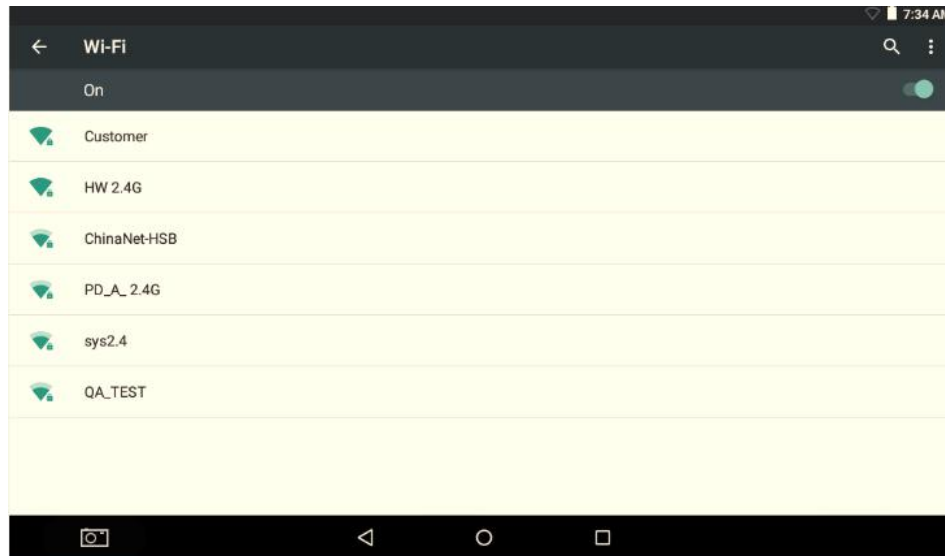 7:34 AM
Wi-Fi
On
Customer
HW 2.4G
ChinaNet-HSB
PD_A_ 2.4G
sys2.4
QA_TEST